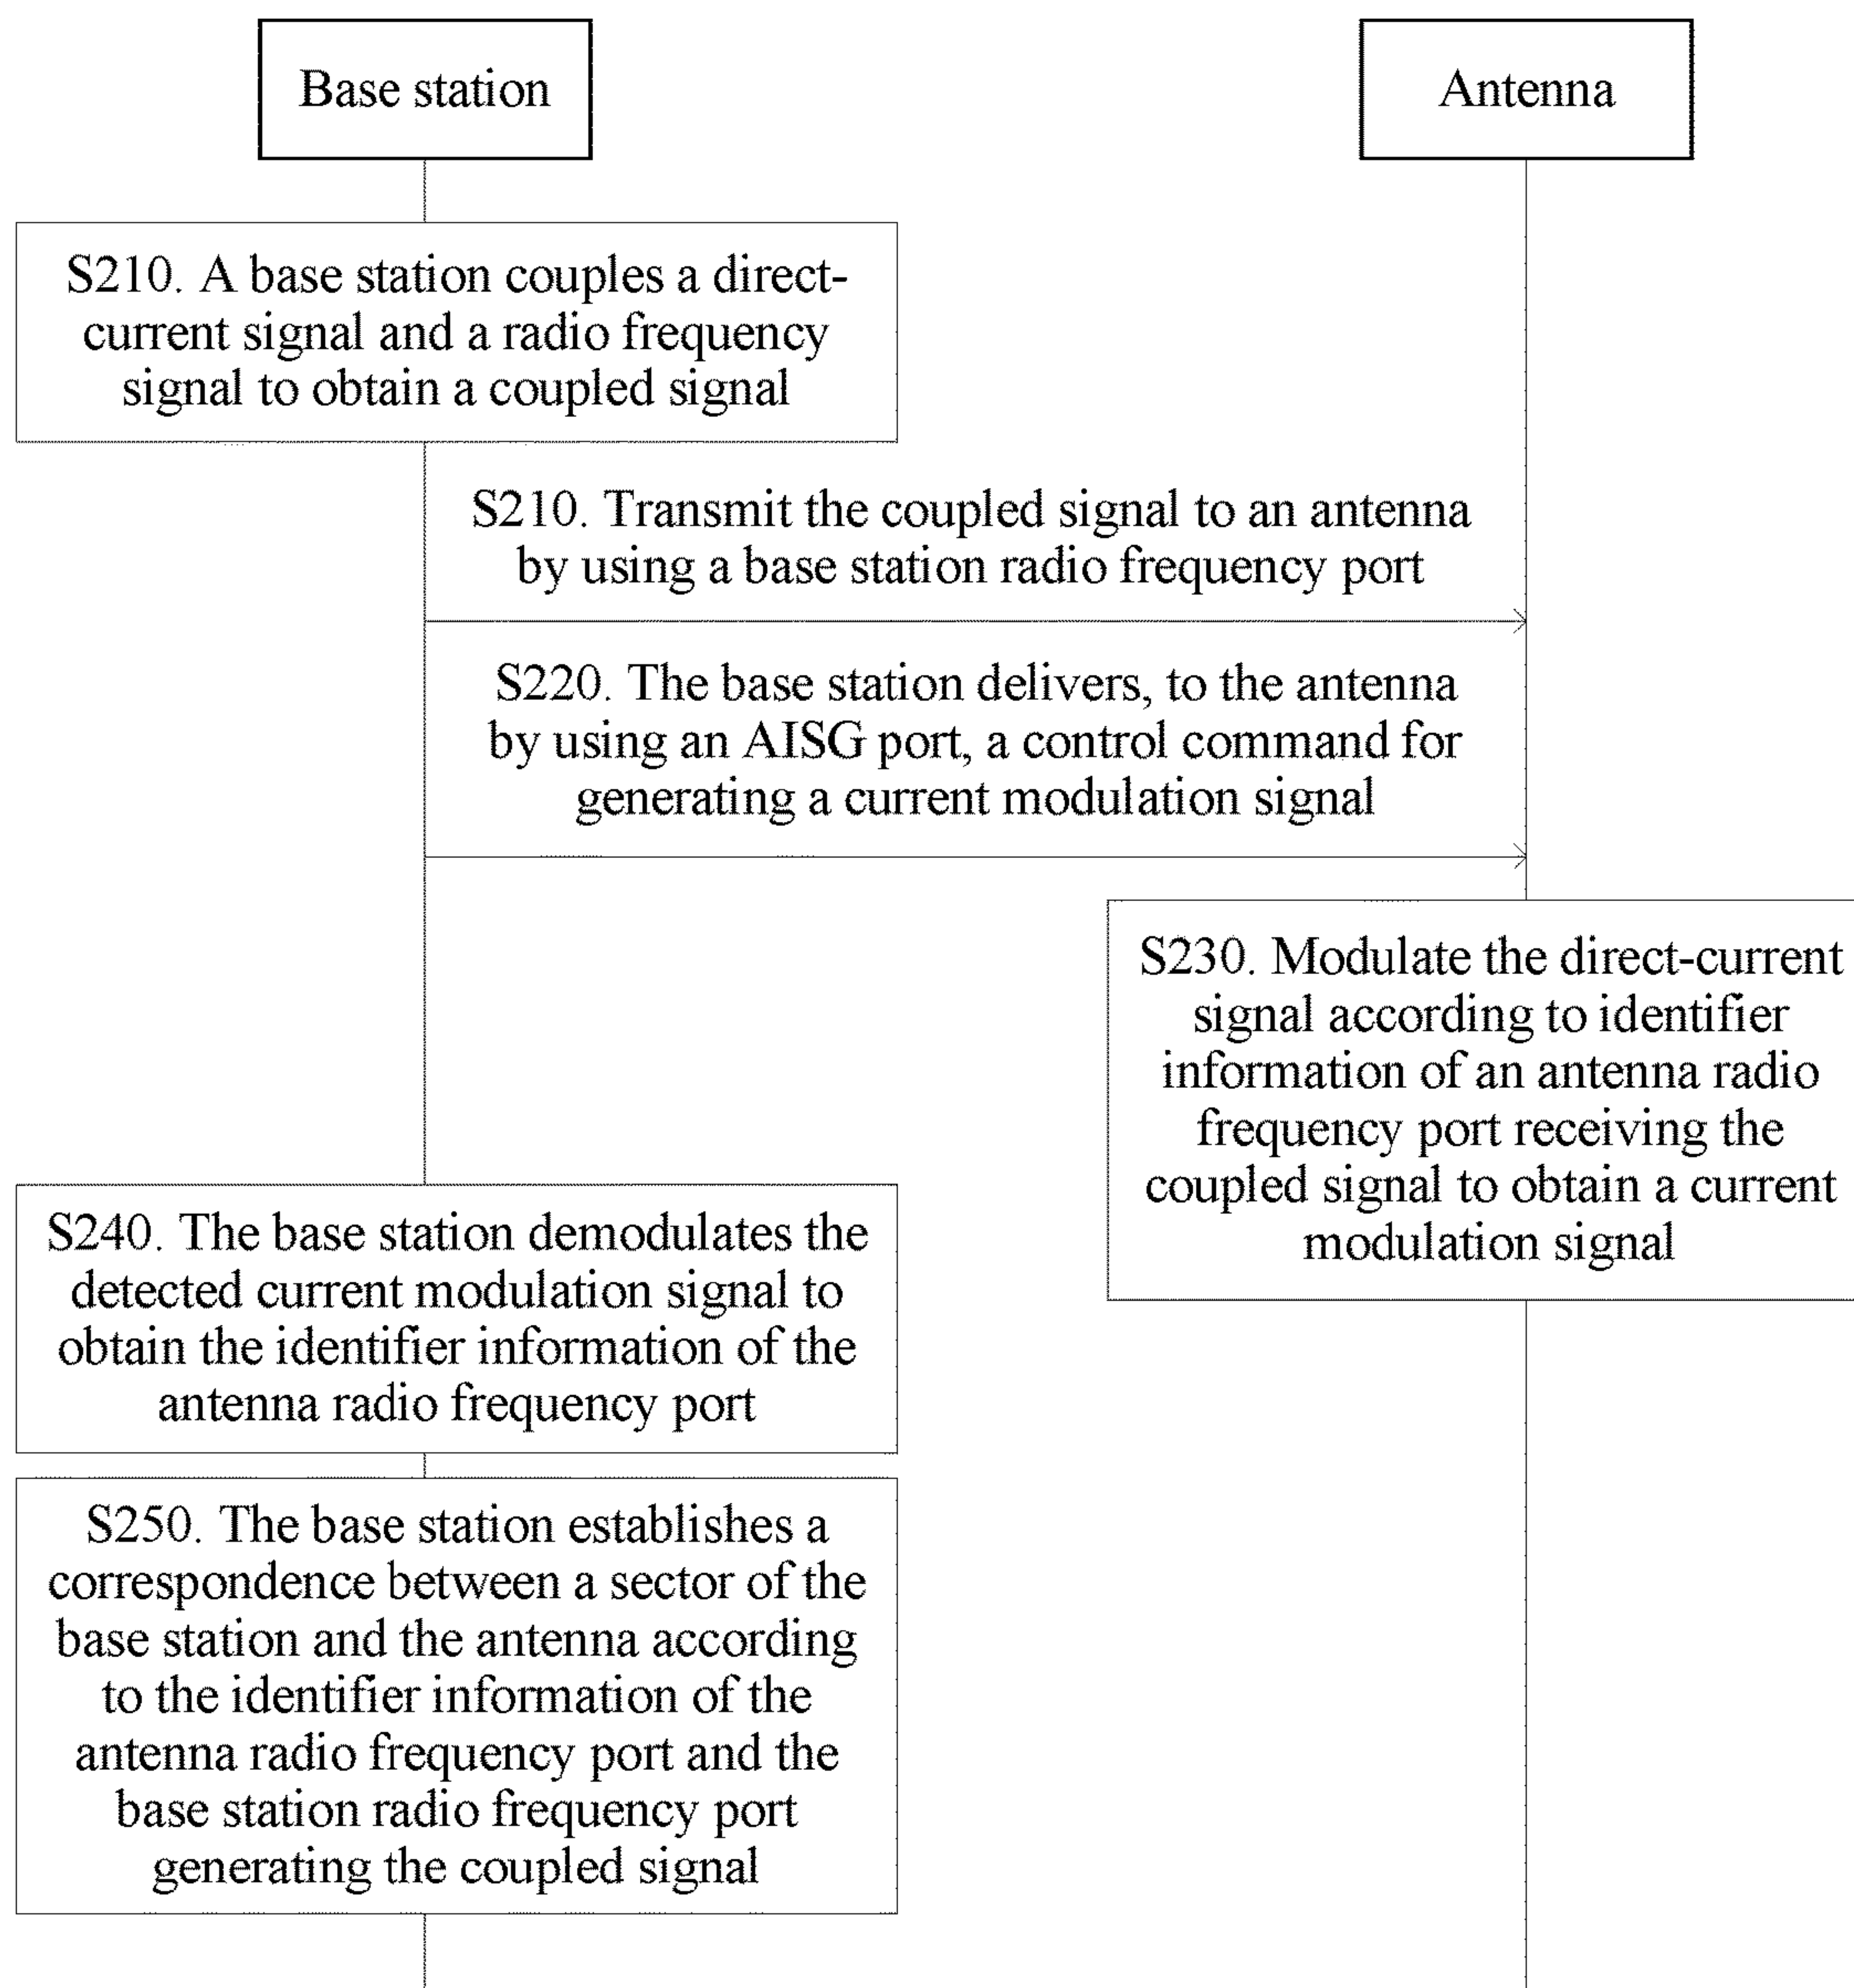 Base station
Antenna
S210. A base station couples a direct-
current signal and a radio frequency
signal to obtain a coupled signal
S210. Transmit the coupled signal to an antenna
by using a base station radio frequency port
S220. The base station delivers, to the antenna
by using an AISG port, a control command for
generating a current modulation signal
S230. Modulate the direct-current
signal according to identifier
information of an antenna radio
frequency port receiving the
coupled signal to obtain a current
modulation signal
S240. The base station demodulates the
detected current modulation signal to
obtain the identifier information of the
antenna radio frequency port
S250. The base station establishes a
correspondence between a sector of the
base station and the antenna according
to the identifier information of the
antenna radio frequency port and the
base station radio frequency port
generating the coupled signal